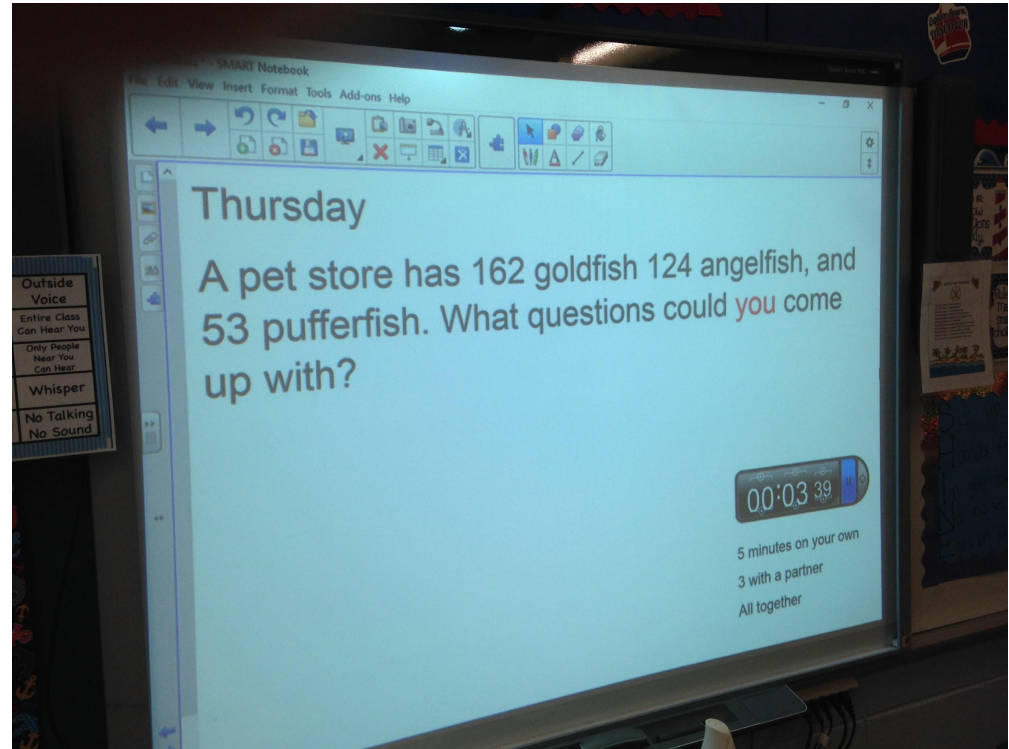 SMART Notebook
File Edit View Insert Format Tools Add-ons Help
Thursday
A pet store has 162 goldfish 124 angelfish, and
53 pufferfish. What questions could you come
up with?
00:03 39
5 minutes on your own
3 with a partner
All together
Outside
Voice
Entire Class
Can Hear You
Only People
Near You
Can Hear
Whisper
No Talking
No Sound